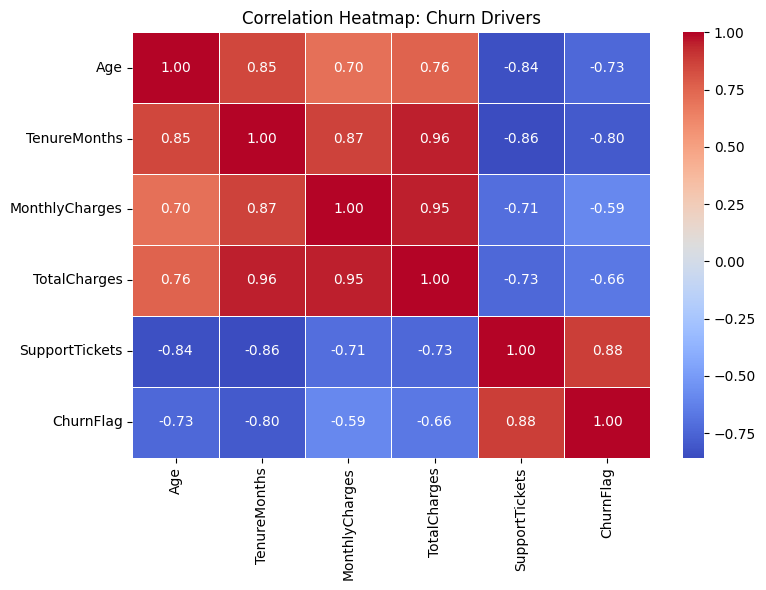 Correlation Heatmap: Churn Drivers
Age 1.00 0.85 0.70 0.76 -0.84 -0.73
TenureMonths 0.85 1.00 0.87 0.96 -0.86 -0.80
MonthlyCharges 0.70 0.87 1.00 0.95 -0.71 -0.59
TotalCharges 0.76 0.96 0.95 1.00 -0.73 -0.66
SupportTickets -0.84 -0.86 -0.71 -0.73 1.00 0.88
ChurnFlag -0.73 -0.80 -0.59 -0.66 0.88 1.00
Age
TenureMonths
MonthlyCharges
TotalCharges
SupportTickets
ChurnFlag
1.00
0.75
0.50
0.25
0.00
−0.25
−0.50
−0.75